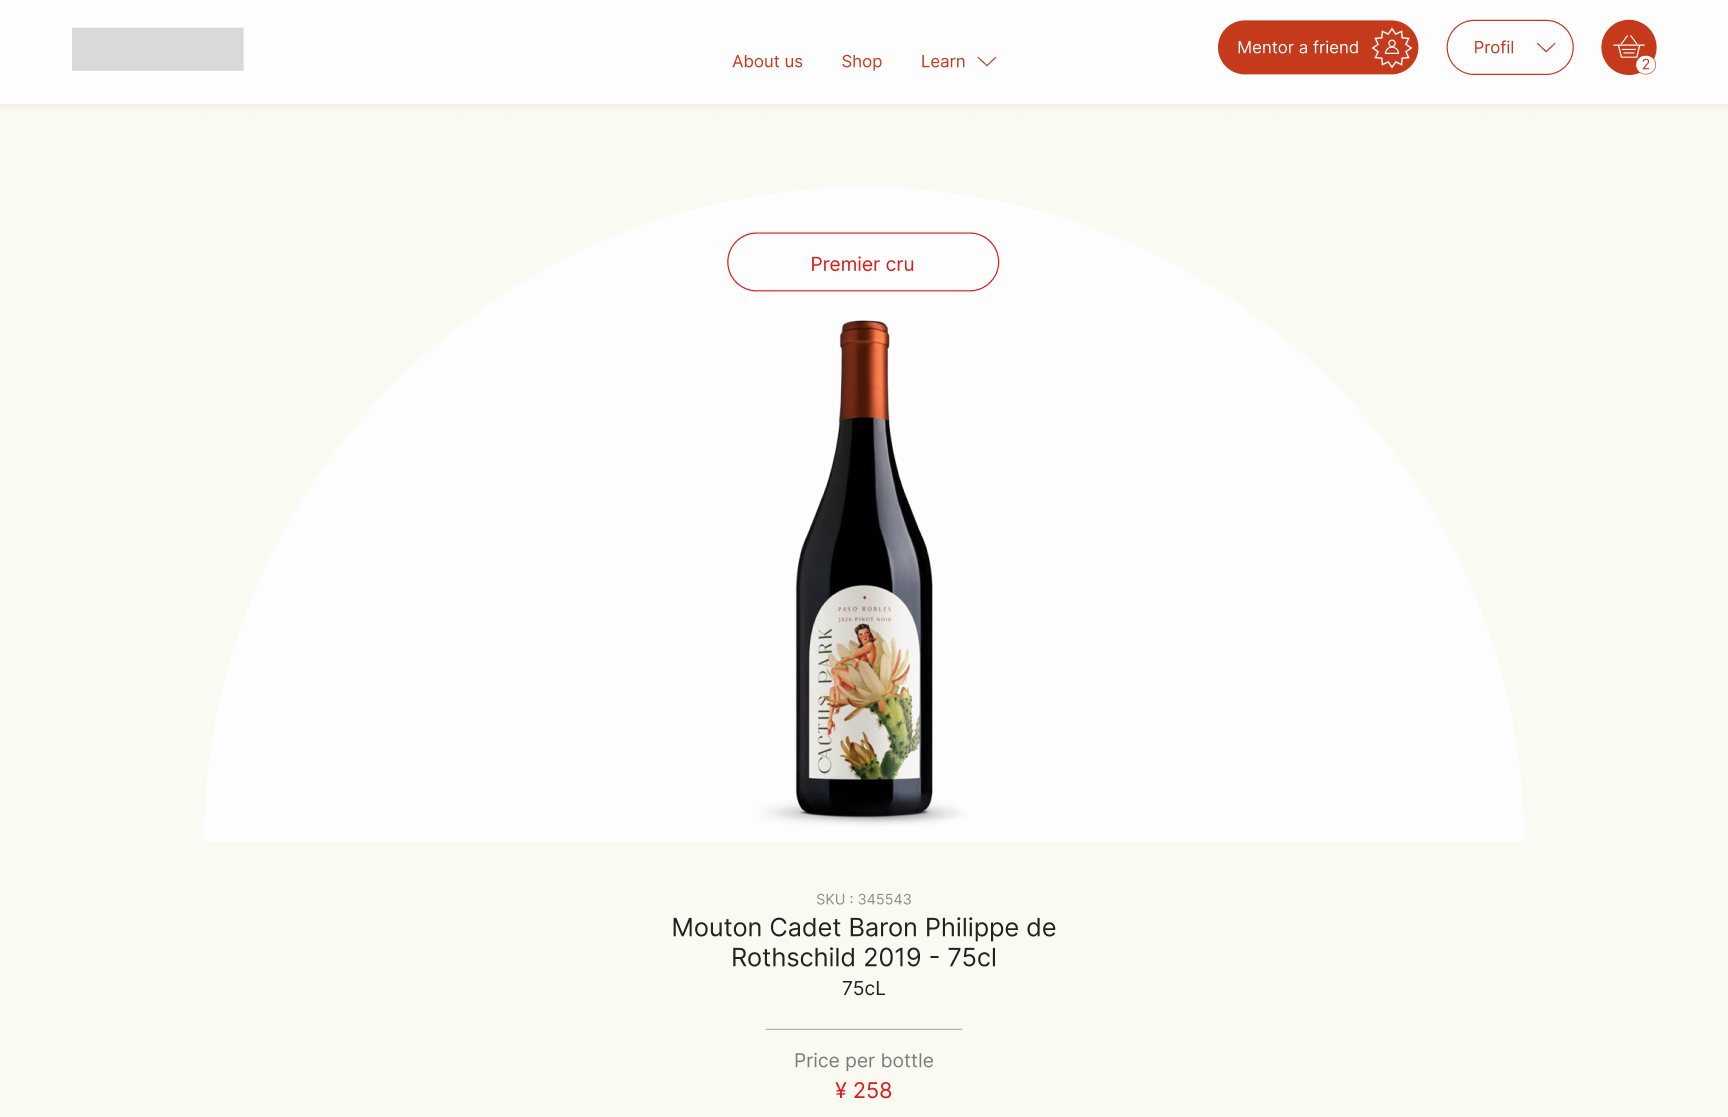 About us
Shop
Learn
Mentor a friend
Profil
2
Premier cru
PASO ROBLES
2020 PINOT NOIR
CACTUS PARK
SKU : 345543
Mouton Cadet Baron Philippe de
Rothschild 2019 - 75cl
75cL
Price per bottle
¥ 258